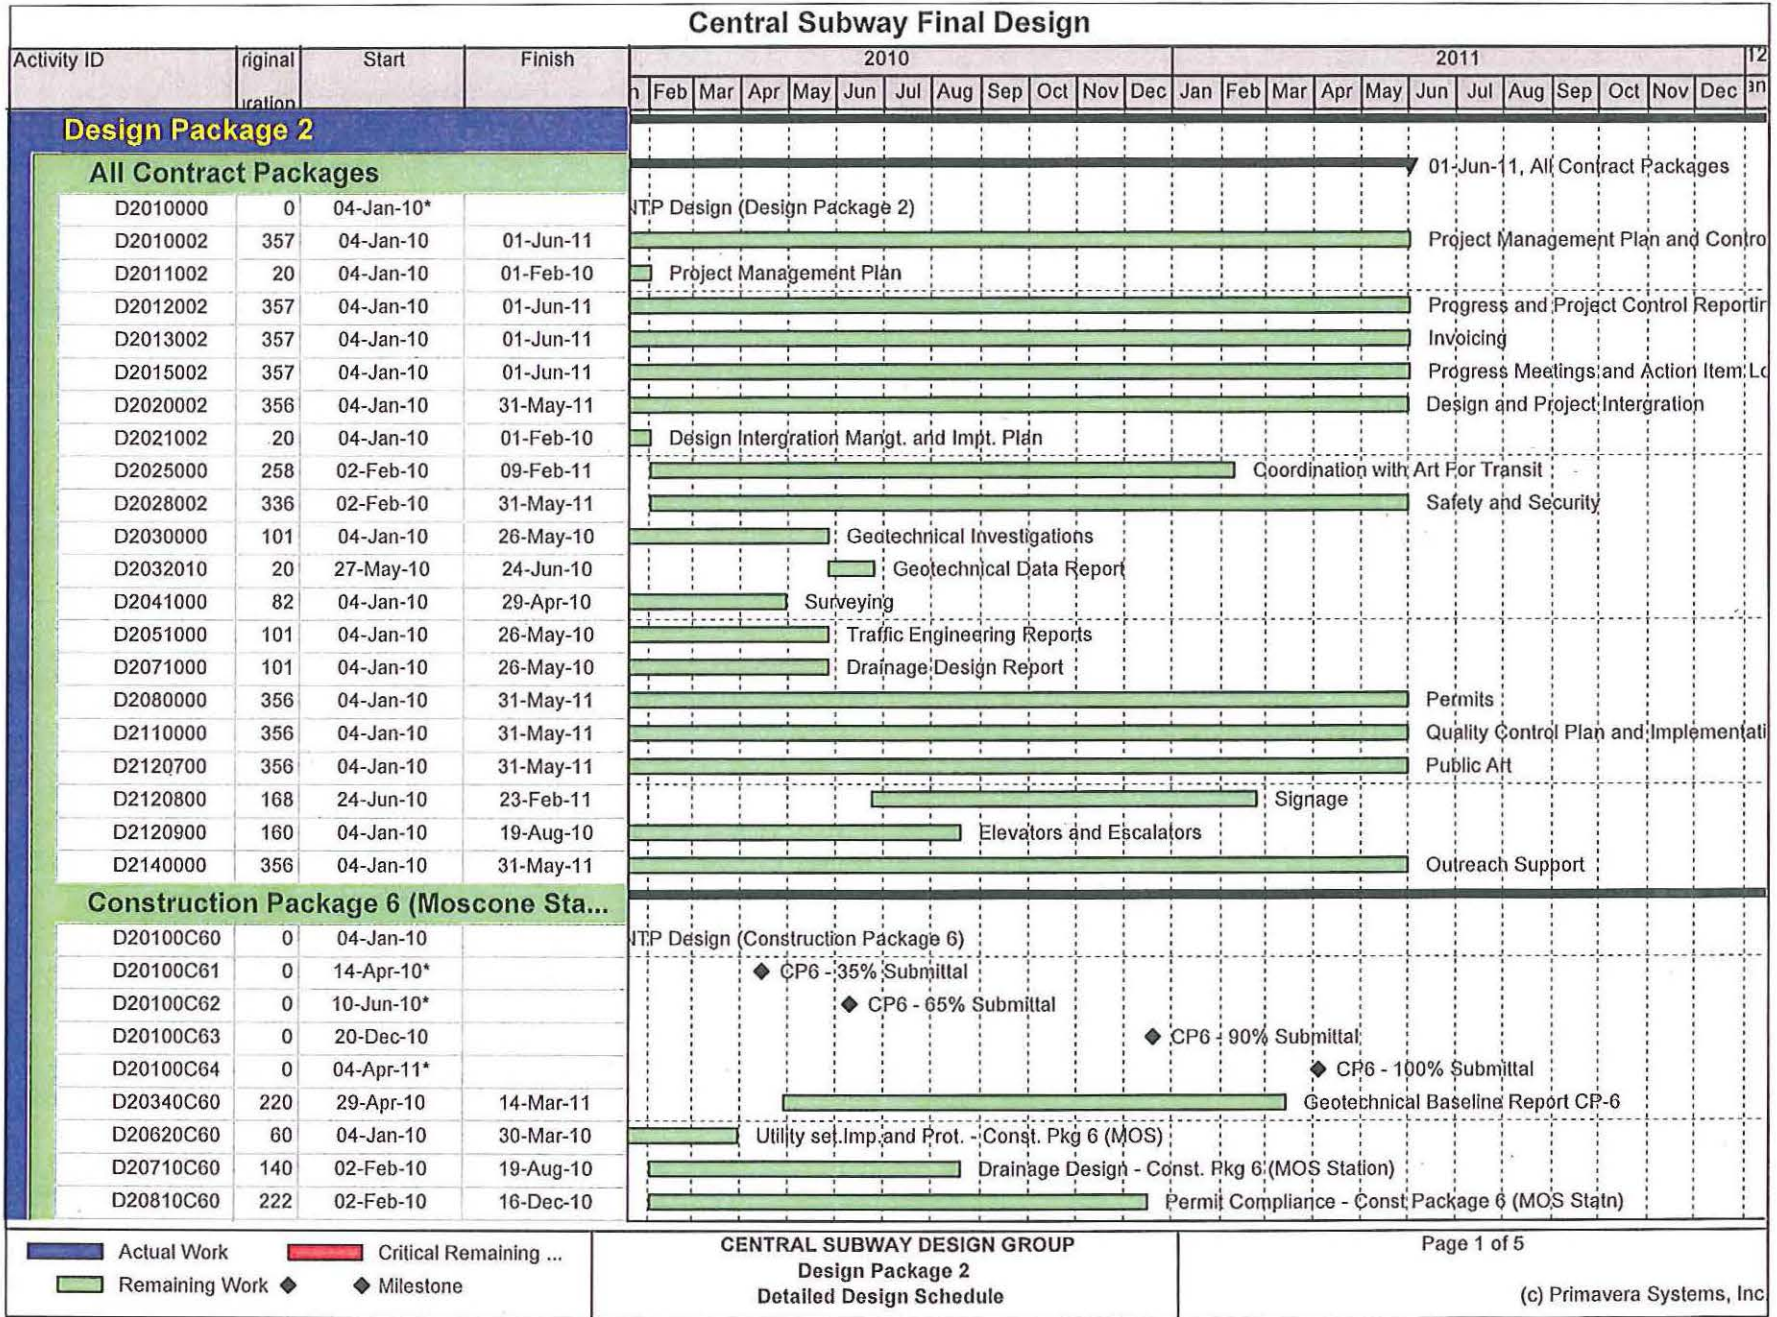 Central Subway Final Design
Activity ID riginal Start Finish 2010 2011 12
uration n Feb Mar Apr May Jun Jul Aug Sep Oct Nov Dec Jan Feb Mar Apr May Jun Jul Aug Sep Oct Nov Dec an
Design Package 2
All Contract Packages 01-Jun-11, All Contract Packages
D2010000 0 04-Jan-10* NTP Design (Design Package 2)
D2010002 357 04-Jan-10 01-Jun-11 Project Management Plan and Contro
D2011002 20 04-Jan-10 01-Feb-10 Project Management Plan
D2012002 357 04-Jan-10 01-Jun-11 Progress and Project Control Reportin
D2013002 357 04-Jan-10 01-Jun-11 Invoicing
D2015002 357 04-Jan-10 01-Jun-11 Progress Meetings and Action Item Lo
D2020002 356 04-Jan-10 31-May-11 Design and Project Intergration
D2021002 20 04-Jan-10 01-Feb-10 Design Intergration Mangt. and Impt. Plan
D2025000 258 02-Feb-10 09-Feb-11 Coordination with Art For Transit
D2028002 336 02-Feb-10 31-May-11 Safety and Security
D2030000 101 04-Jan-10 26-May-10 Geotechnical Investigations
D2032010 20 27-May-10 24-Jun-10 Geotechnical Data Report
D2041000 82 04-Jan-10 29-Apr-10 Surveying
D2051000 101 04-Jan-10 26-May-10 Traffic Engineering Reports
D2071000 101 04-Jan-10 26-May-10 Drainage Design Report
D2080000 356 04-Jan-10 31-May-11 Permits
D2110000 356 04-Jan-10 31-May-11 Quality Control Plan and Implementati
D2120700 356 04-Jan-10 31-May-11 Public Art
D2120800 168 24-Jun-10 23-Feb-11 Signage
D2120900 160 04-Jan-10 19-Aug-10 Elevators and Escalators
D2140000 356 04-Jan-10 31-May-11 Outreach Support
Construction Package 6 (Moscone Sta...
D20100C60 0 04-Jan-10 NTP Design (Construction Package 6)
D20100C61 0 14-Apr-10* CP6 - 35% Submittal
D20100C62 0 10-Jun-10* CP6 - 65% Submittal
D20100C63 0 20-Dec-10 CP6 - 90% Submittal
D20100C64 0 04-Apr-11* CP6 - 100% Submittal
D20340C60 220 29-Apr-10 14-Mar-11 Geotechnical Baseline Report CP-6
D20620C60 60 04-Jan-10 30-Mar-10 Utility set.Imp.and Prot. - Const. Pkg 6 (MOS)
D20710C60 140 02-Feb-10 19-Aug-10 Drainage Design - Const. Pkg 6 (MOS Station)
D20810C60 222 02-Feb-10 16-Dec-10 Permit Compliance - Const Package 6 (MOS Statn)
Actual Work Critical Remaining ...
Remaining Work Milestone
CENTRAL SUBWAY DESIGN GROUP
Design Package 2
Detailed Design Schedule
Page 1 of 5
(c) Primavera Systems, Inc.